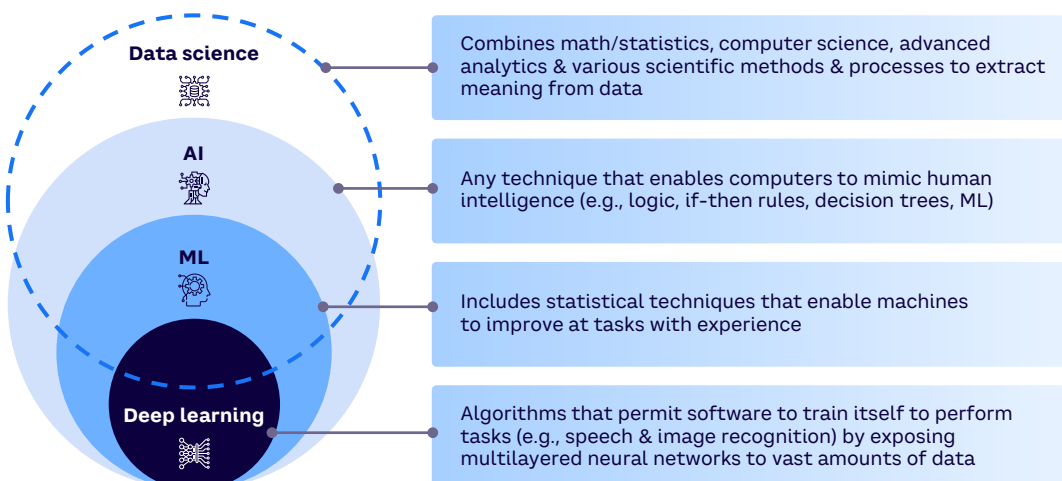 Data science
Combines math/statistics, computer science, advanced
analytics & various scientific methods & processes to extract
meaning from data
AI
Any technique that enables computers to mimic human
intelligence (e.g., logic, if-then rules, decision trees, ML)
ML
Includes statistical techniques that enable machines
to improve at tasks with experience
Deep learning
Algorithms that permit software to train itself to perform
tasks (e.g., speech & image recognition) by exposing
multilayered neural networks to vast amounts of data